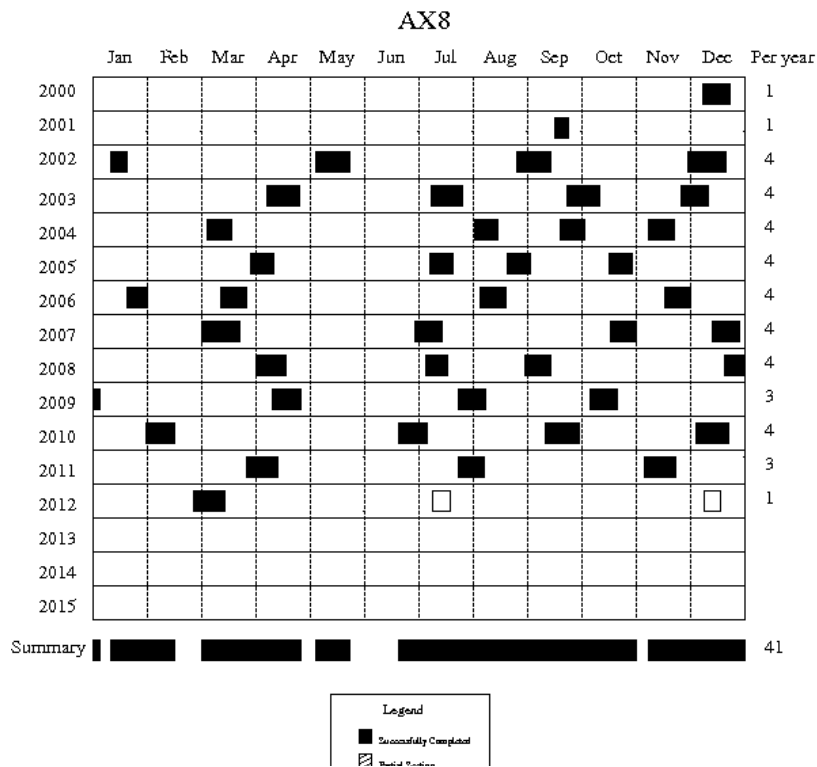 AX8
Jan Feb Mar Apr May Jun Jul Aug Sep Oct Nov Dec Per year
2000 1
2001 1
2002 4
2003 4
2004 4
2005 4
2006 4
2007 4
2008 4
2009 3
2010 4
2011 3
2012 1
2013
2014
2015
Summary 41
Legend
Successfully Completed
Partial Section